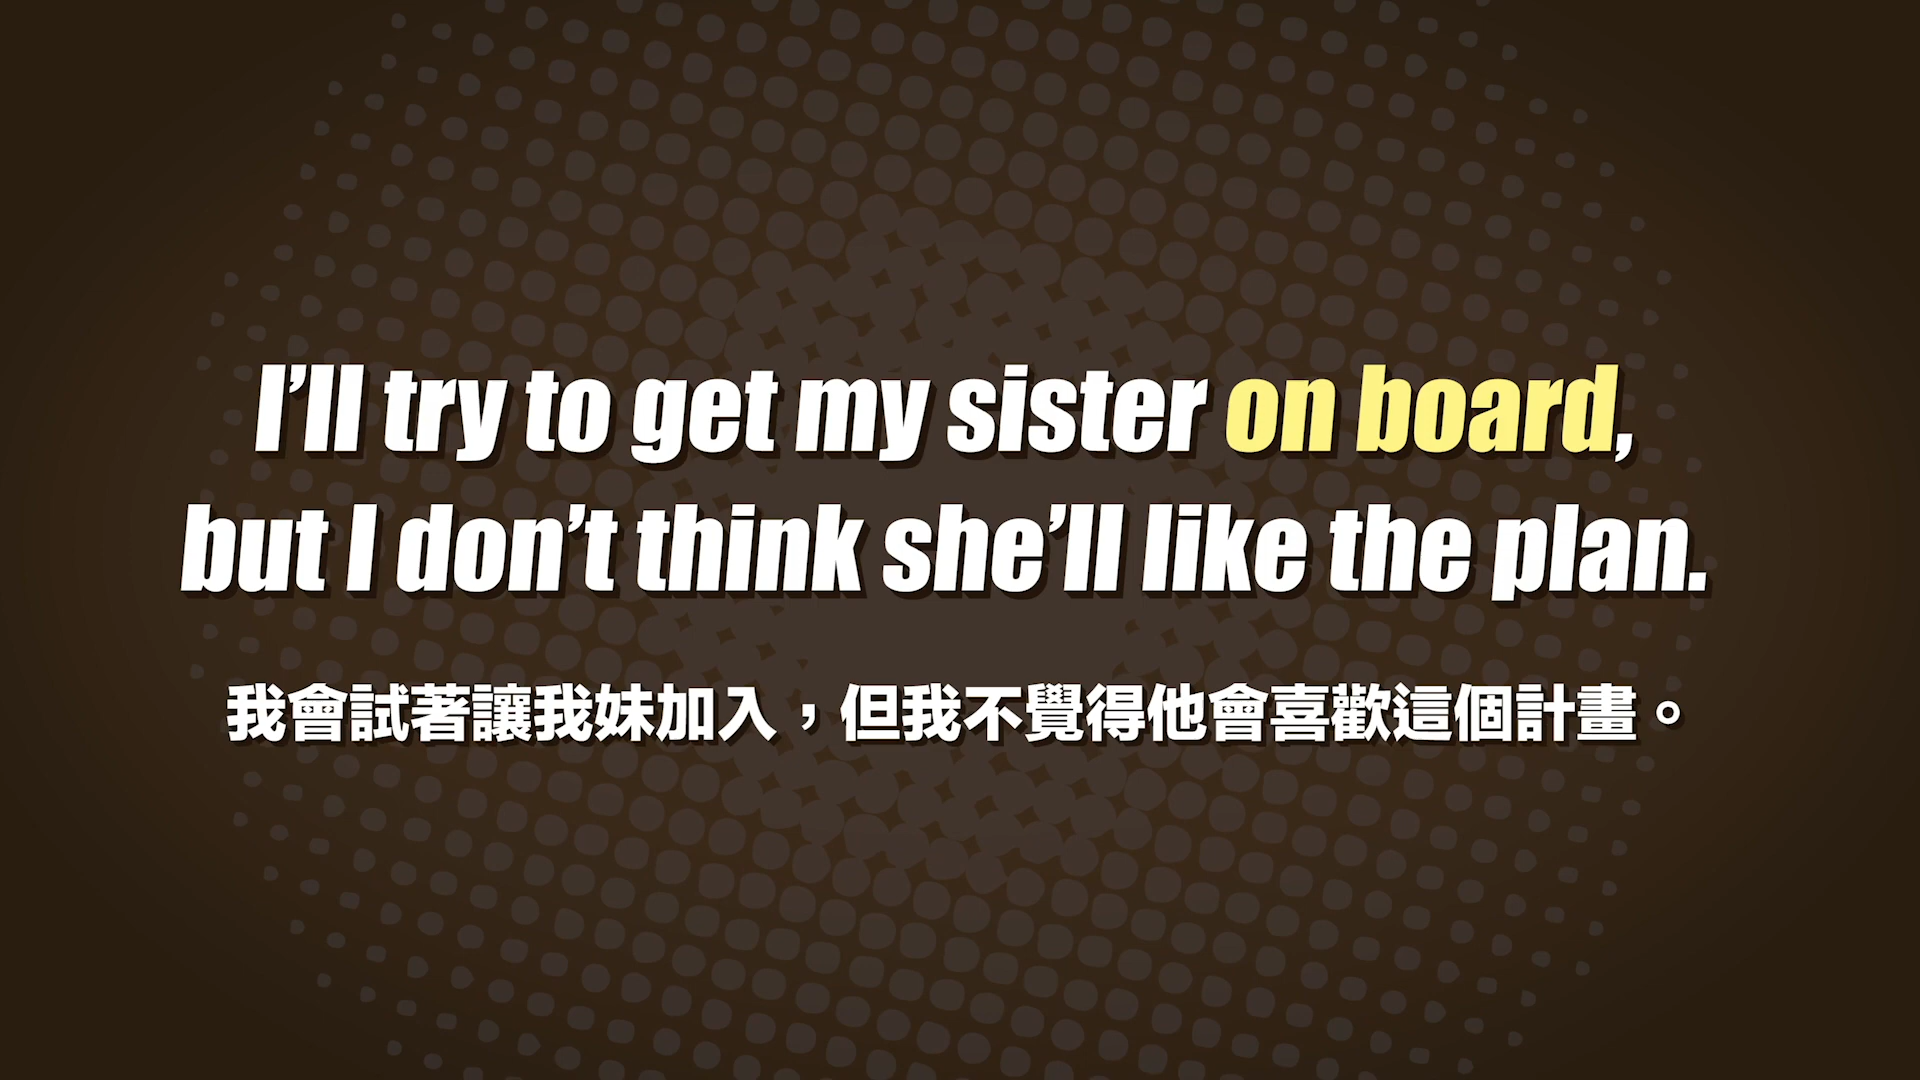 I’ll try to get my sister on board,
but I don’t think she’ll like the plan.
我會試著讓我妹加入，但我不覺得他會喜歡這個計畫。